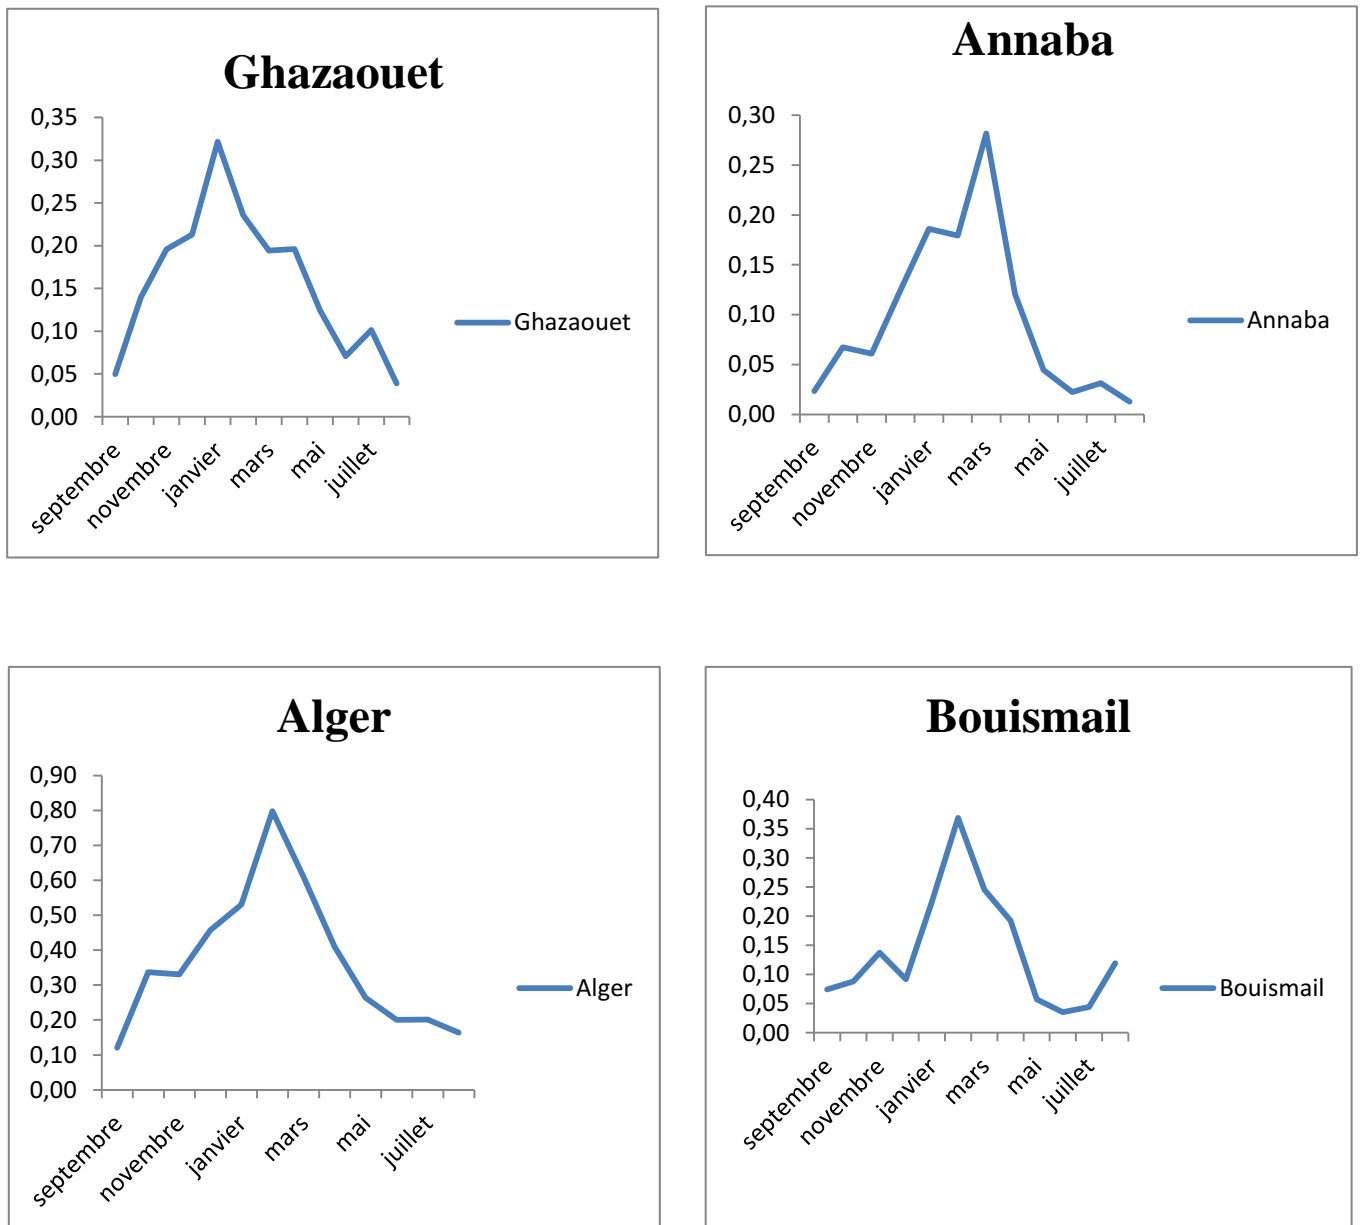 Ghazaouet
0,35
0,30
0,25
0,20
0,15
0,10
0,05
0,00
septembre
novembre
janvier
mars
mai
juillet
Ghazaouet
Annaba
0,30
0,25
0,20
0,15
0,10
0,05
0,00
septembre
novembre
janvier
mars
mai
juillet
Annaba
Alger
0,90
0,80
0,70
0,60
0,50
0,40
0,30
0,20
0,10
0,00
septembre
novembre
janvier
mars
mai
juillet
Alger
Bouismail
0,40
0,35
0,30
0,25
0,20
0,15
0,10
0,05
0,00
septembre
novembre
janvier
mars
mai
juillet
Bouismail